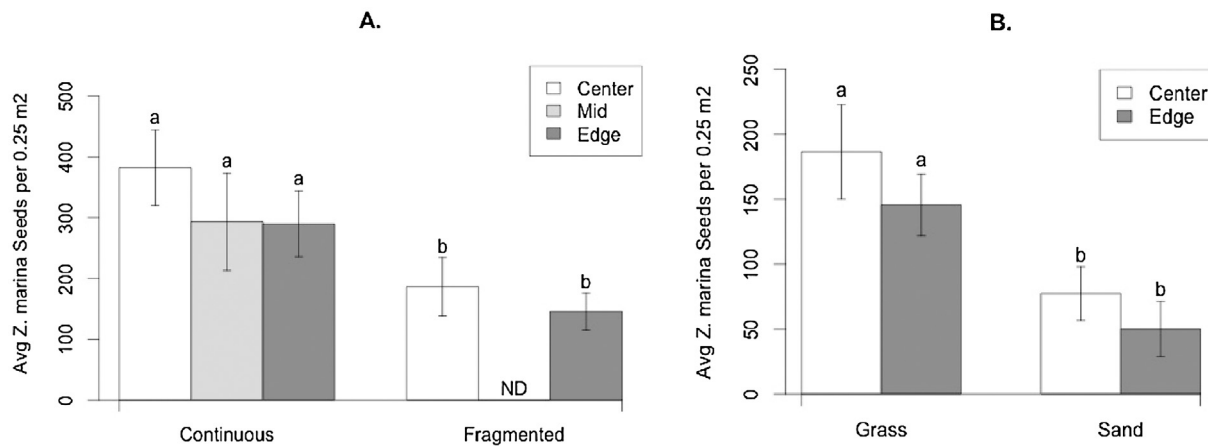 A.
Avg Z. marina Seeds per 0.25 m2
500
400
300
200
100
0
Center
Mid
Edge
a
a
a
b
ND
b
Continuous
Fragmented
B.
Avg Z. marina Seeds per 0.25 m2
250
200
150
100
50
0
Center
Edge
a
a
b
b
Grass
Sand